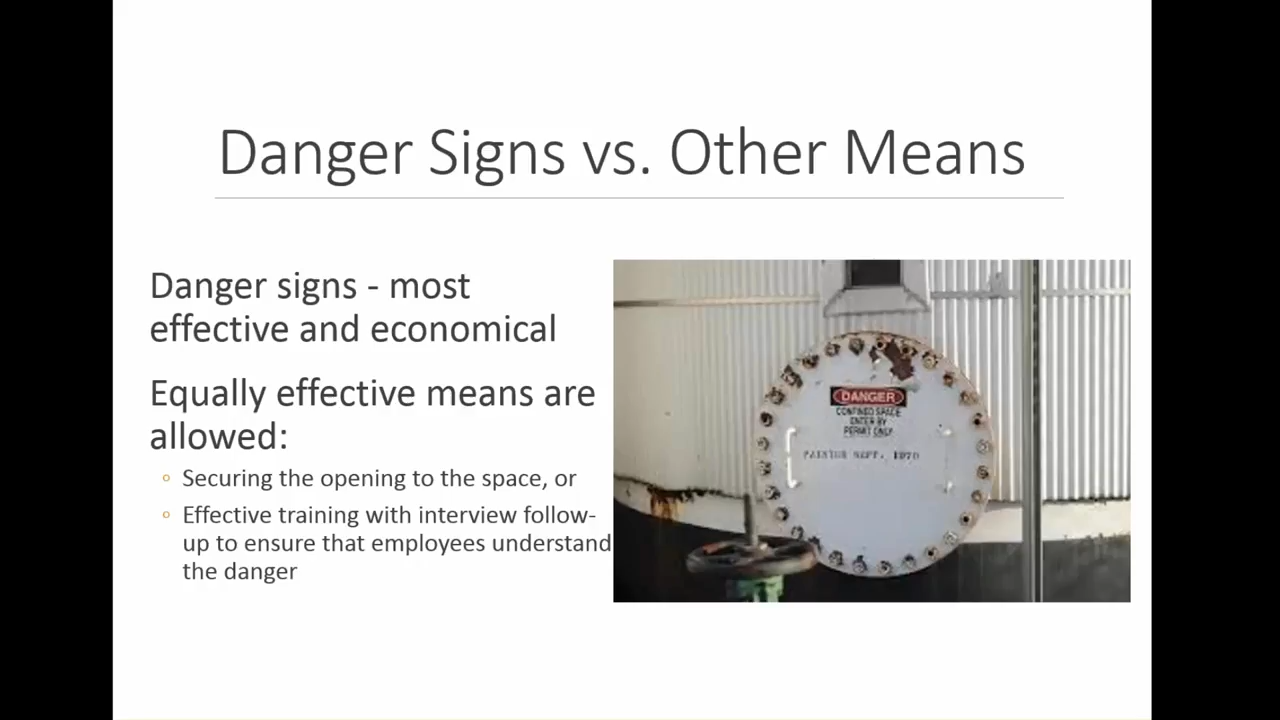 Danger Signs vs. Other Means
Danger signs - most
effective and economical
Equally effective means are
allowed:
Securing the opening to the space, or
Effective training with interview follow-
up to ensure that employees understand
the danger
DANGER
CONFINED SPACE
ENTER BY
PERMIT ONLY
SEPT. 1970